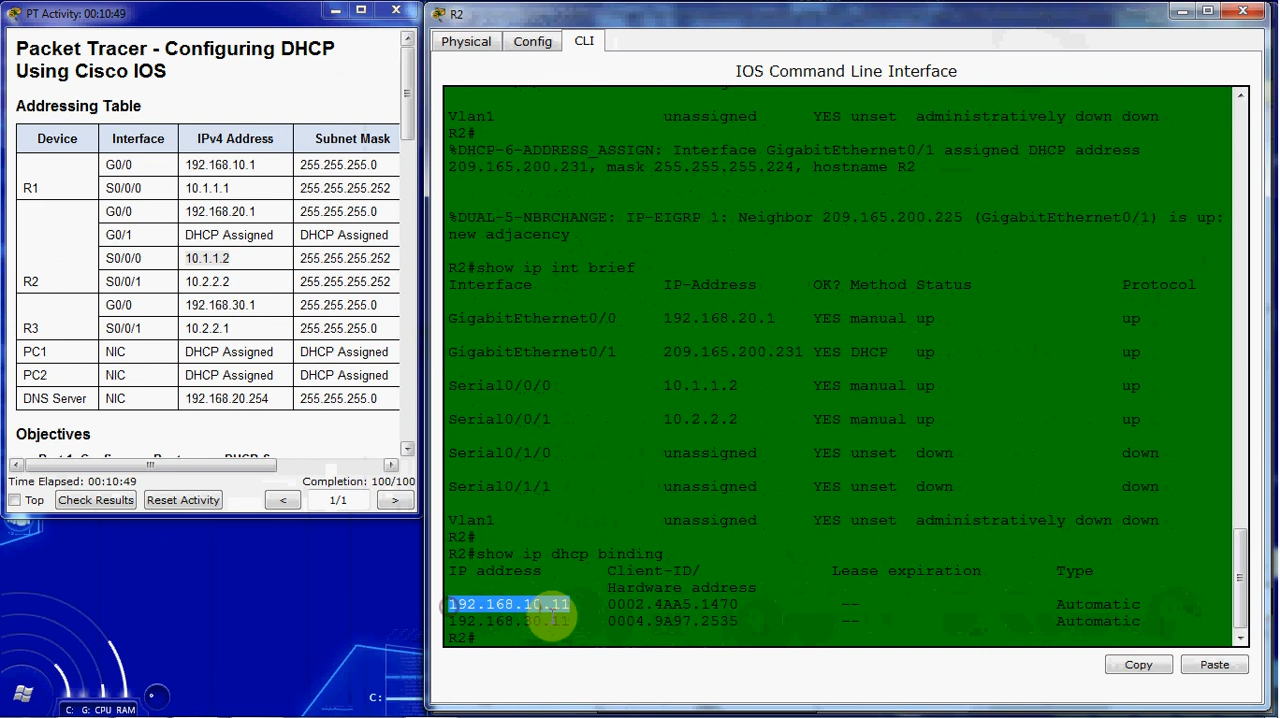 PT Activity: 00:10:49
Packet Tracer - Configuring DHCP
Using Cisco IOS
Addressing Table
Device Interface IPv4 Address Subnet Mask
R1 G0/0 192.168.10.1 255.255.255.0
S0/0/0 10.1.1.1 255.255.255.252
R2 G0/0 192.168.20.1 255.255.255.0
G0/1 DHCP Assigned DHCP Assigned
S0/0/0 10.1.1.2 255.255.255.252
S0/0/1 10.2.2.2 255.255.255.252
R3 G0/0 192.168.30.1 255.255.255.0
S0/0/1 10.2.2.1 255.255.255.252
PC1 NIC DHCP Assigned DHCP Assigned
PC2 NIC DHCP Assigned DHCP Assigned
DNS Server NIC 192.168.20.254 255.255.255.0
Objectives
Time Elapsed: 00:10:49 Completion: 100/100
Top Check Results Reset Activity < 1/1 >
R2
Physical Config CLI
IOS Command Line Interface
Vlan1 unassigned YES unset administratively down down
R2#
%DHCP-6-ADDRESS_ASSIGN: Interface GigabitEthernet0/1 assigned DHCP address
209.165.200.231, mask 255.255.255.224, hostname R2
%DUAL-5-NBRCHANGE: IP-EIGRP 1: Neighbor 209.165.200.225 (GigabitEthernet0/1) is up:
new adjacency
R2#show ip int brief
Interface IP-Address OK? Method Status Protocol
GigabitEthernet0/0 192.168.20.1 YES manual up up
GigabitEthernet0/1 209.165.200.231 YES DHCP up up
Serial0/0/0 10.1.1.2 YES manual up up
Serial0/0/1 10.2.2.2 YES manual up up
Serial0/1/0 unassigned YES unset down down
Serial0/1/1 unassigned YES unset down down
Vlan1 unassigned YES unset administratively down down
R2#
R2#show ip dhcp binding
IP address Client-ID/ Lease expiration Type
Hardware address
192.168.10.11 0002.4AA5.1470 -- Automatic
192.168.30.11 0004.9A97.2535 -- Automatic
R2#
Copy Paste
C:
C: G: CPU RAM